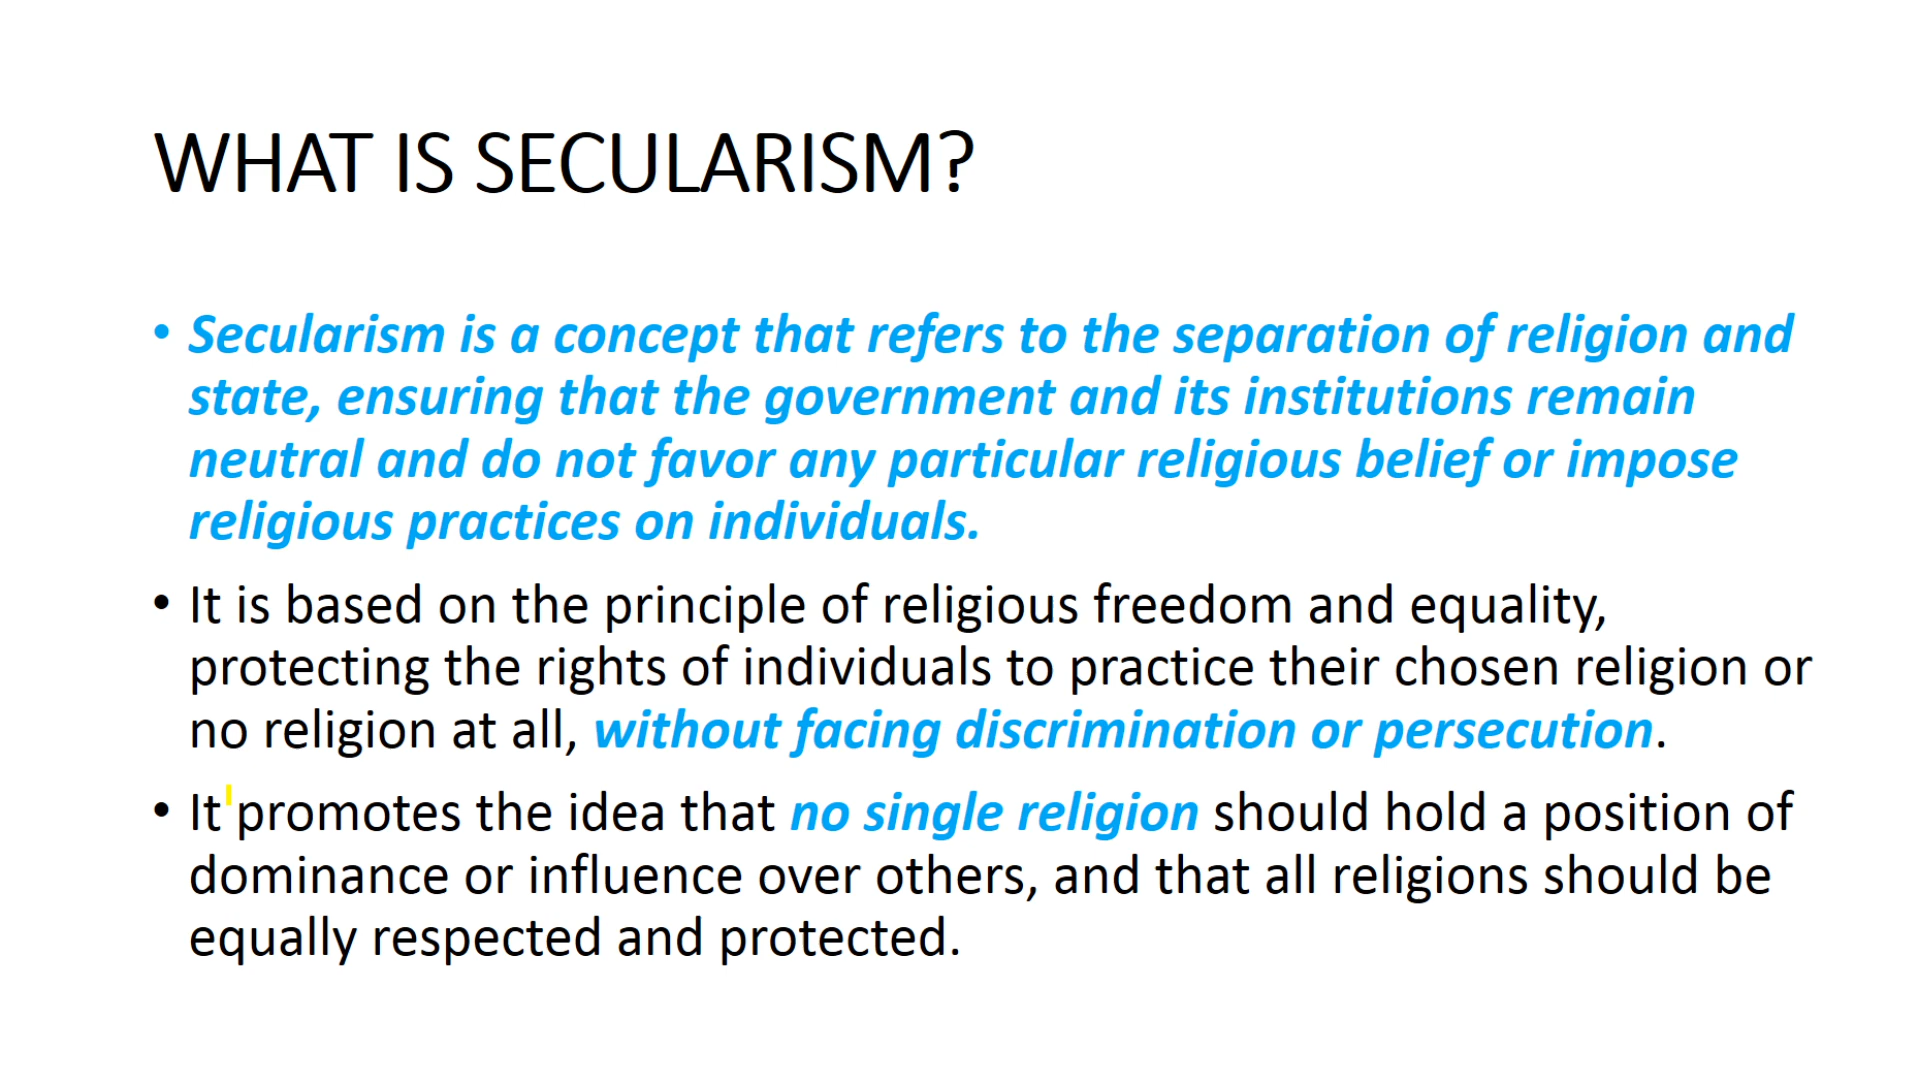 WHAT IS SECULARISM?
• Secularism is a concept that refers to the separation of religion and
state, ensuring that the government and its institutions remain
neutral and do not favor any particular religious belief or impose
religious practices on individuals.
• It is based on the principle of religious freedom and equality,
protecting the rights of individuals to practice their chosen religion or
no religion at all, without facing discrimination or persecution.
• It promotes the idea that no single religion should hold a position of
dominance or influence over others, and that all religions should be
equally respected and protected.